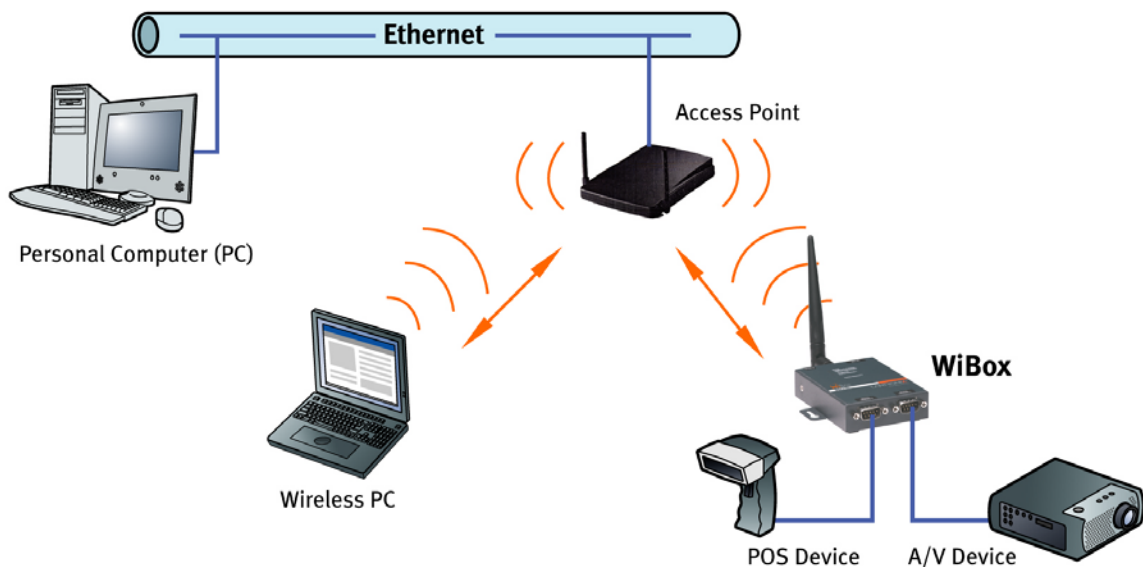 Ethernet
Access Point
Personal Computer (PC)
WiBox
Wireless PC
POS Device
A/V Device